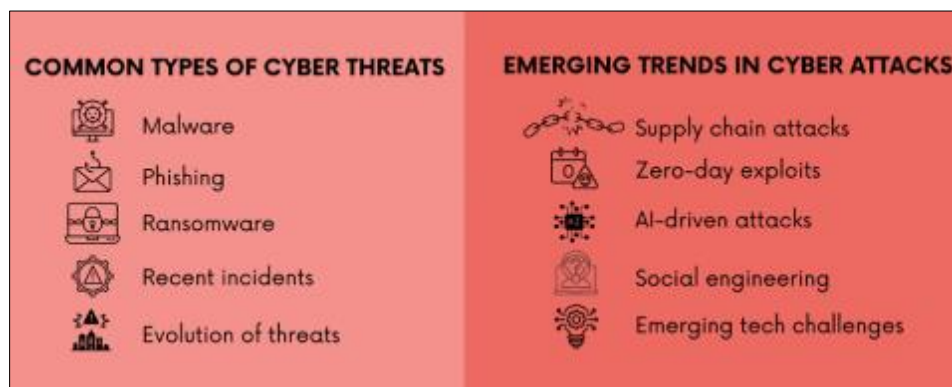 COMMON TYPES OF CYBER THREATS
Malware
Phishing
Ransomware
Recent incidents
Evolution of threats
EMERGING TRENDS IN CYBER ATTACKS
Supply chain attacks
Zero-day exploits
AI-driven attacks
Social engineering
Emerging tech challenges